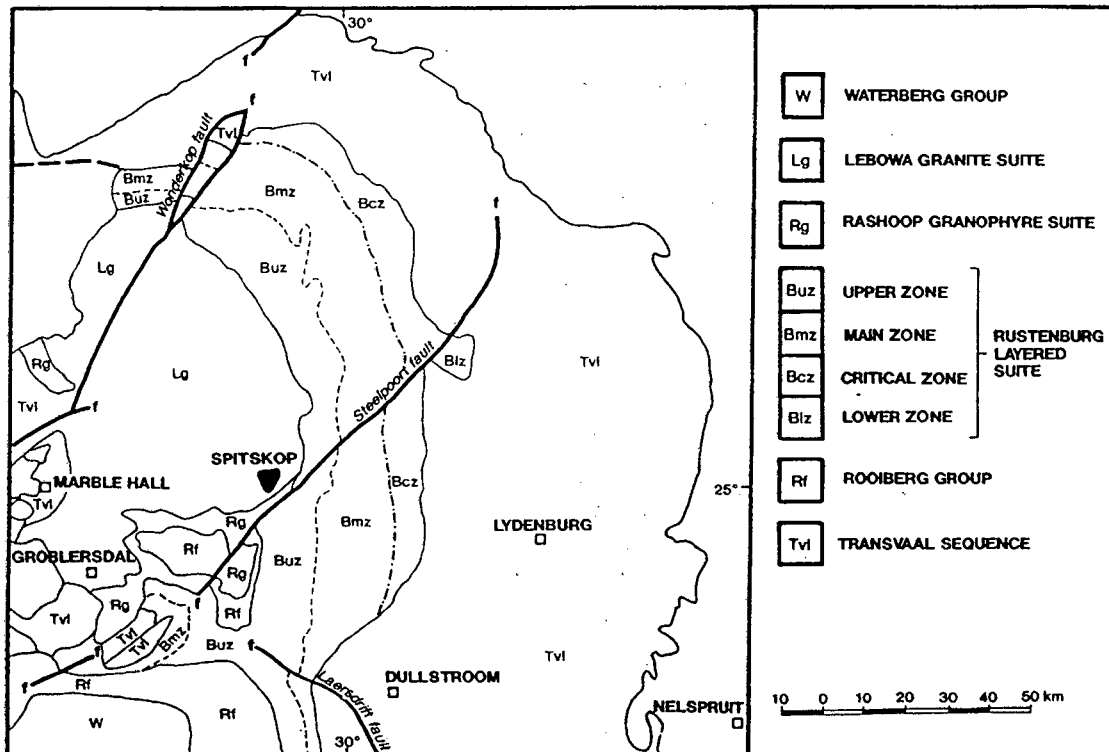 30°
f
Tvl
f
Tvl
Wonderkop fault
Bmz
Buz
Bmz
Bcz
f
Lg
Buz
Rg
Lg
Steelpoort fault
Blz
Tvl
Tvl
f
SPITSKOP
MARBLE HALL
Tvl
Bcz
25°
Rg
Bmz
LYDENBURG
Rf
Buz
GROBLERSDAL
Rg
f
Rf
Tvl
Rg
Tvl
Tvl
Bmz
f
Buz
f
Tvl
f
Rf
Laersdrift fault
DULLSTROOM
W
Rf
NELSPRUIT
30°
W WATERBERG GROUP
Lg LEBOWA GRANITE SUITE
Rg RASHOOP GRANOPHYRE SUITE
Buz UPPER ZONE
Bmz MAIN ZONE
RUSTENBURG
LAYERED
SUITE
Bcz CRITICAL ZONE
Blz LOWER ZONE
Rf ROOIBERG GROUP
Tvl TRANSVAAL SEQUENCE
10 0 10 20 30 40 50 km